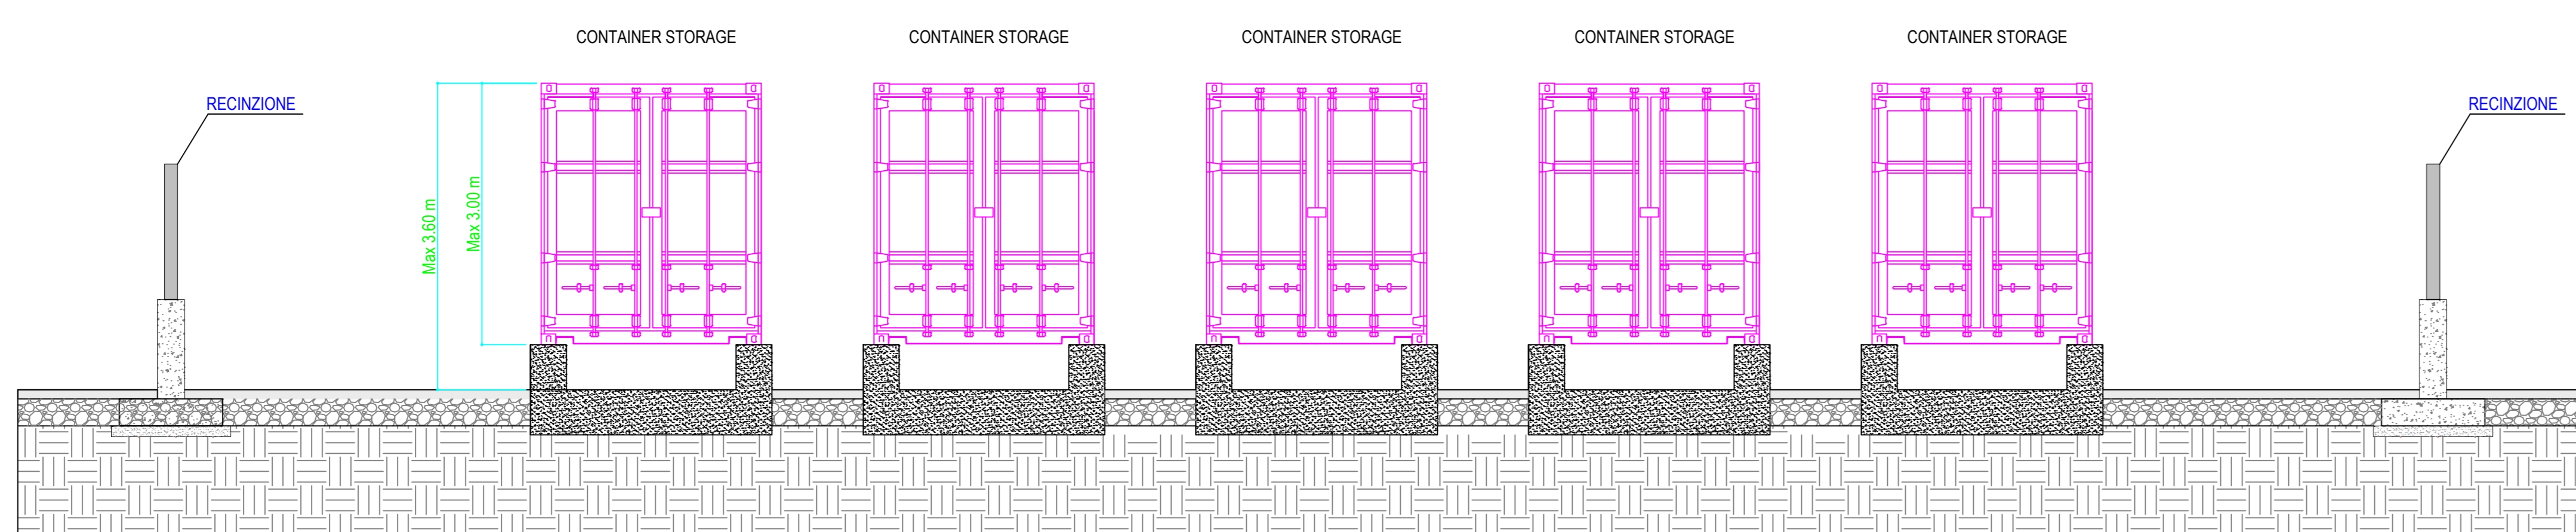 CONTAINER STORAGE
CONTAINER STORAGE
CONTAINER STORAGE
CONTAINER STORAGE
CONTAINER STORAGE
RECINZIONE
RECINZIONE
Max 3.60 m
Max 3.00 m